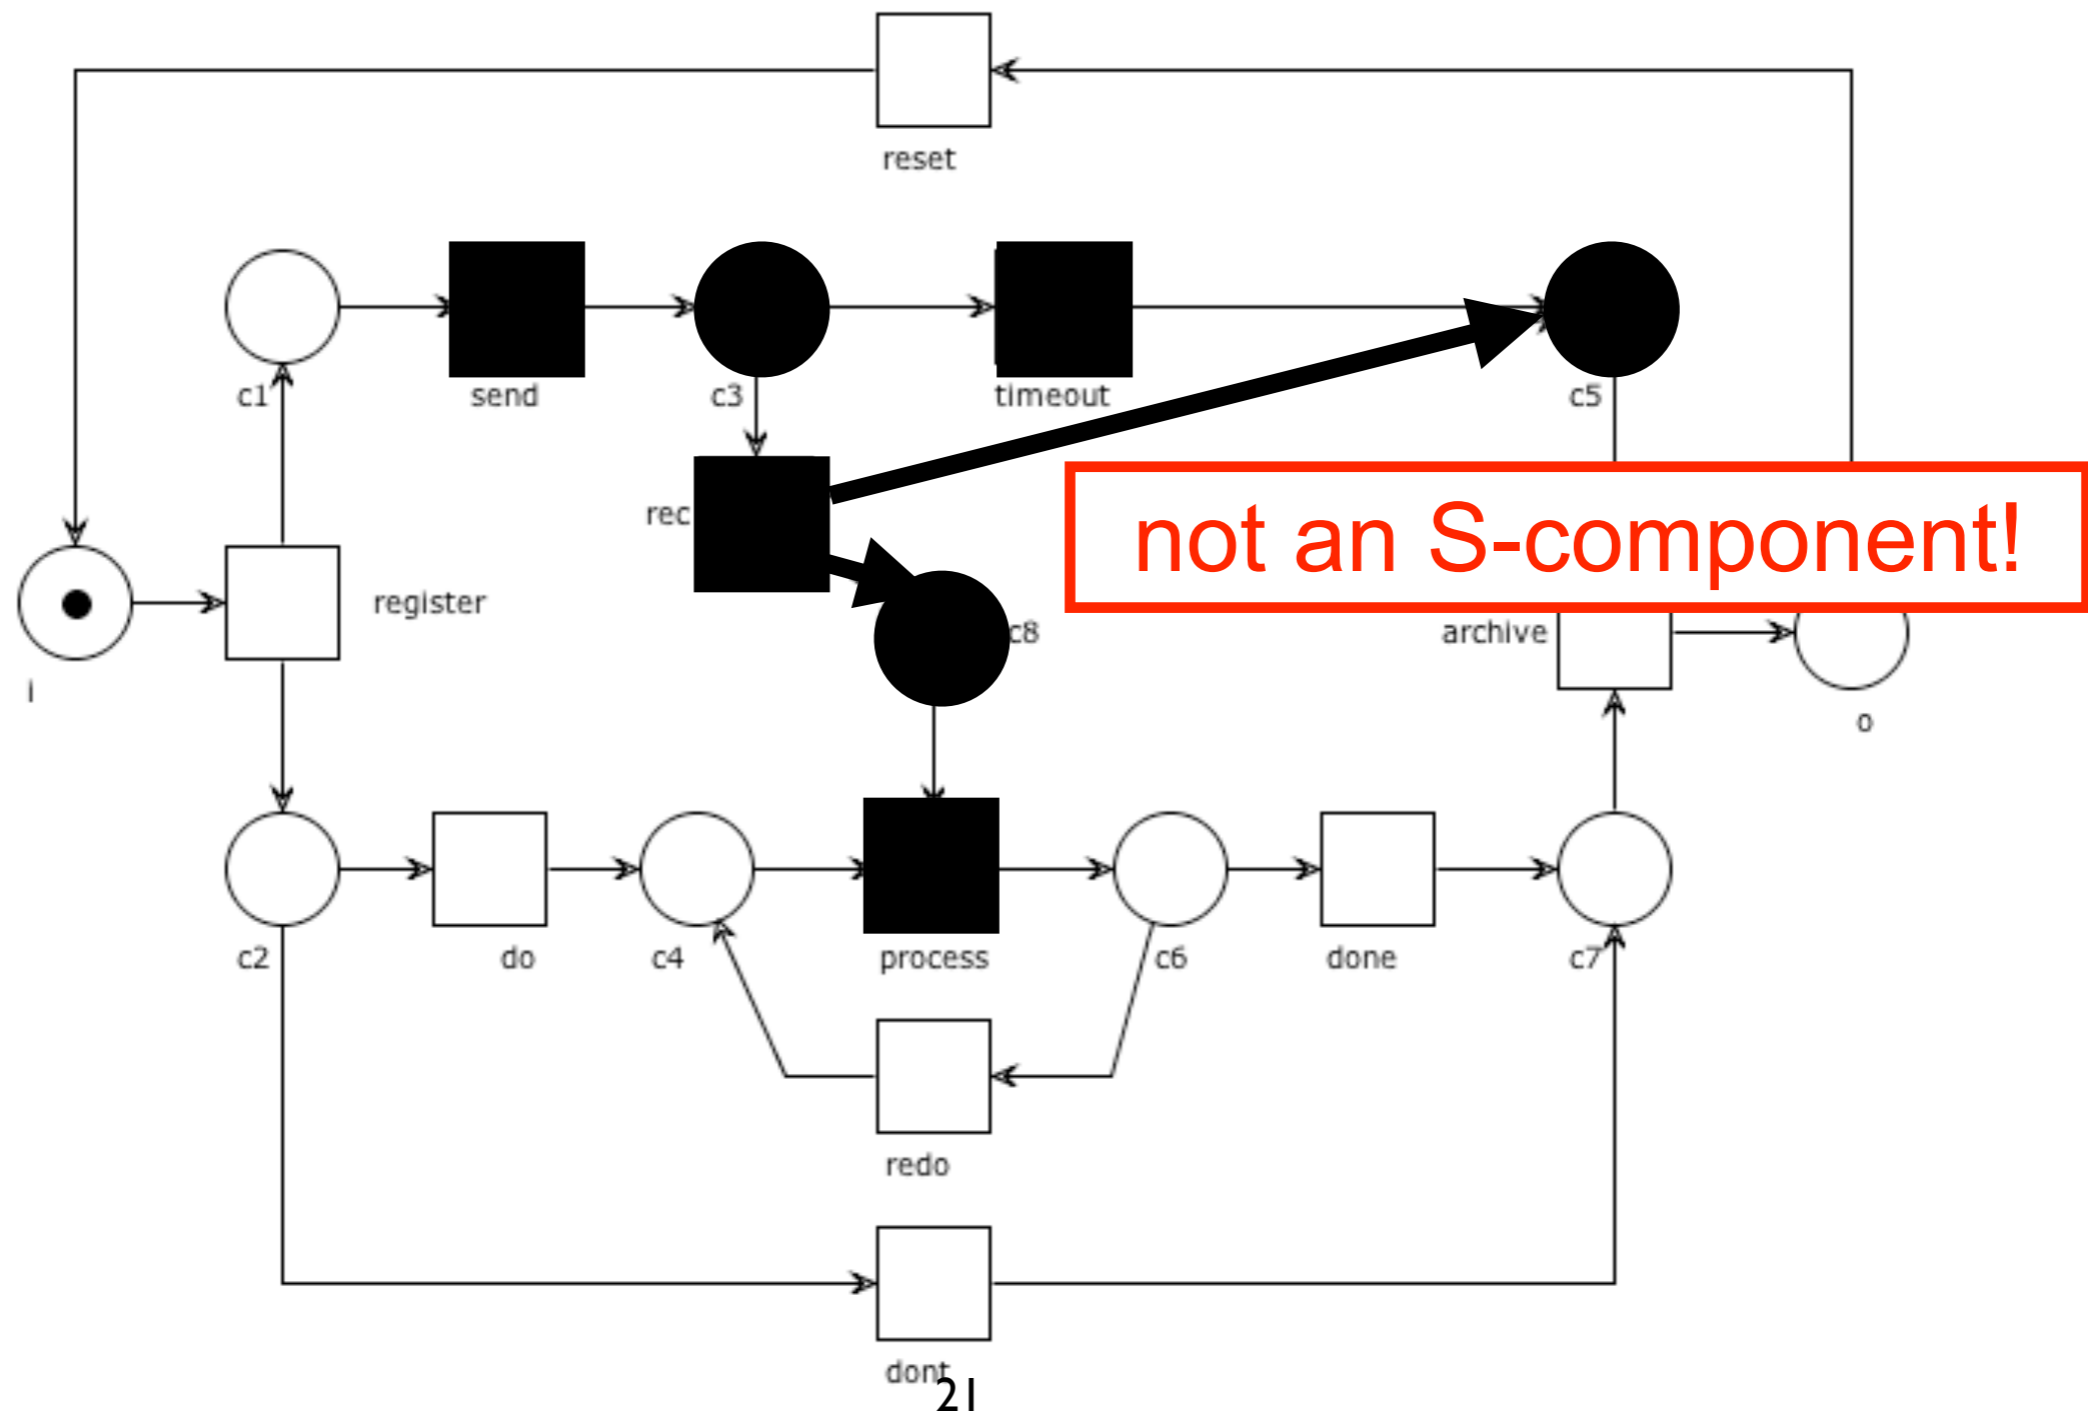 reset
c1
send
c3
timeout
c5
rec
not an S-component!
register
c8
archive
i
o
c2
do
c4
process
c6
done
c7
redo
dont
21